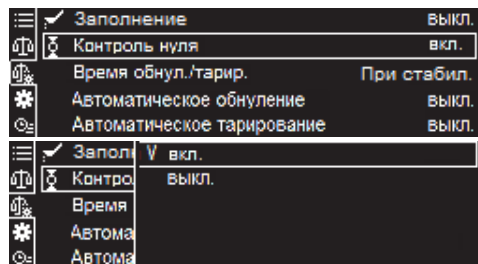 Заполнение выкл.
Контроль нуля вкл.
Время обнул./тарир. При стабил.
Автоматическое обнуление выкл.
Автоматическое тарирование выкл.
Заполн вкл.
Контро. выкл.
Время
Автома
Автома